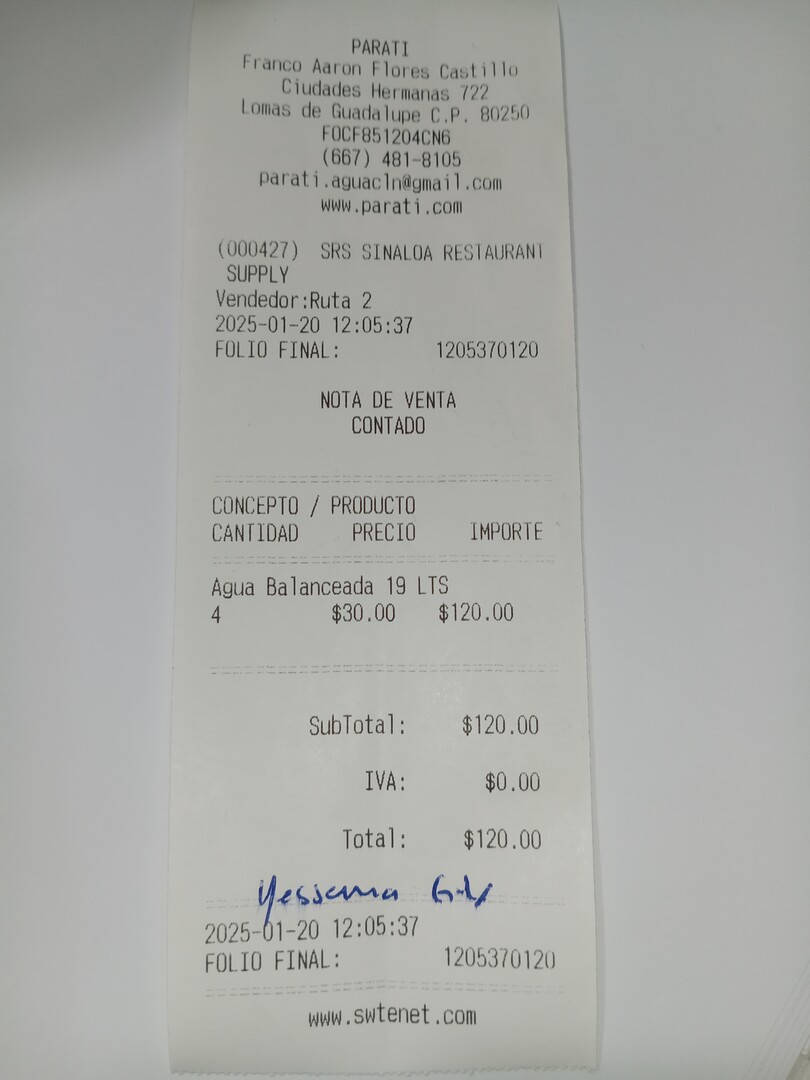 PARATI
Franco Aaron Flores Castillo
Ciudades Hermanas 722
Lomas de Guadalupe C.P. 80250
FOCF851204CN6
(667) 481-8105
parati.aguacln@gmail.com
www.parati.com
(000427) SRS SINALOA RESTAURANT
SUPPLY
Vendedor:Ruta 2
2025-01-20 12:05:37
FOLIO FINAL: 1205370120
NOTA DE VENTA
CONTADO
CONCEPTO / PRODUCTO
CANTIDAD PRECIO IMPORTE
Agua Balanceada 19 LTS
4 $30.00 $120.00
SubTotal: $120.00
IVA: $0.00
Total: $120.00
2025-01-20 12:05:37
FOLIO FINAL: 1205370120
www.swtenet.com